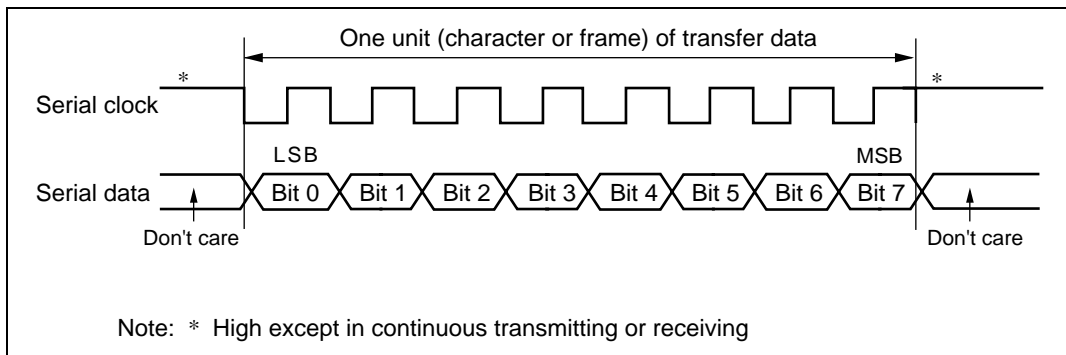 One unit (character or frame) of transfer data
* *
Serial clock
LSB MSB
Serial data Bit 0 Bit 1 Bit 2 Bit 3 Bit 4 Bit 5 Bit 6 Bit 7
Don't care Don't care
Note: * High except in continuous transmitting or receiving